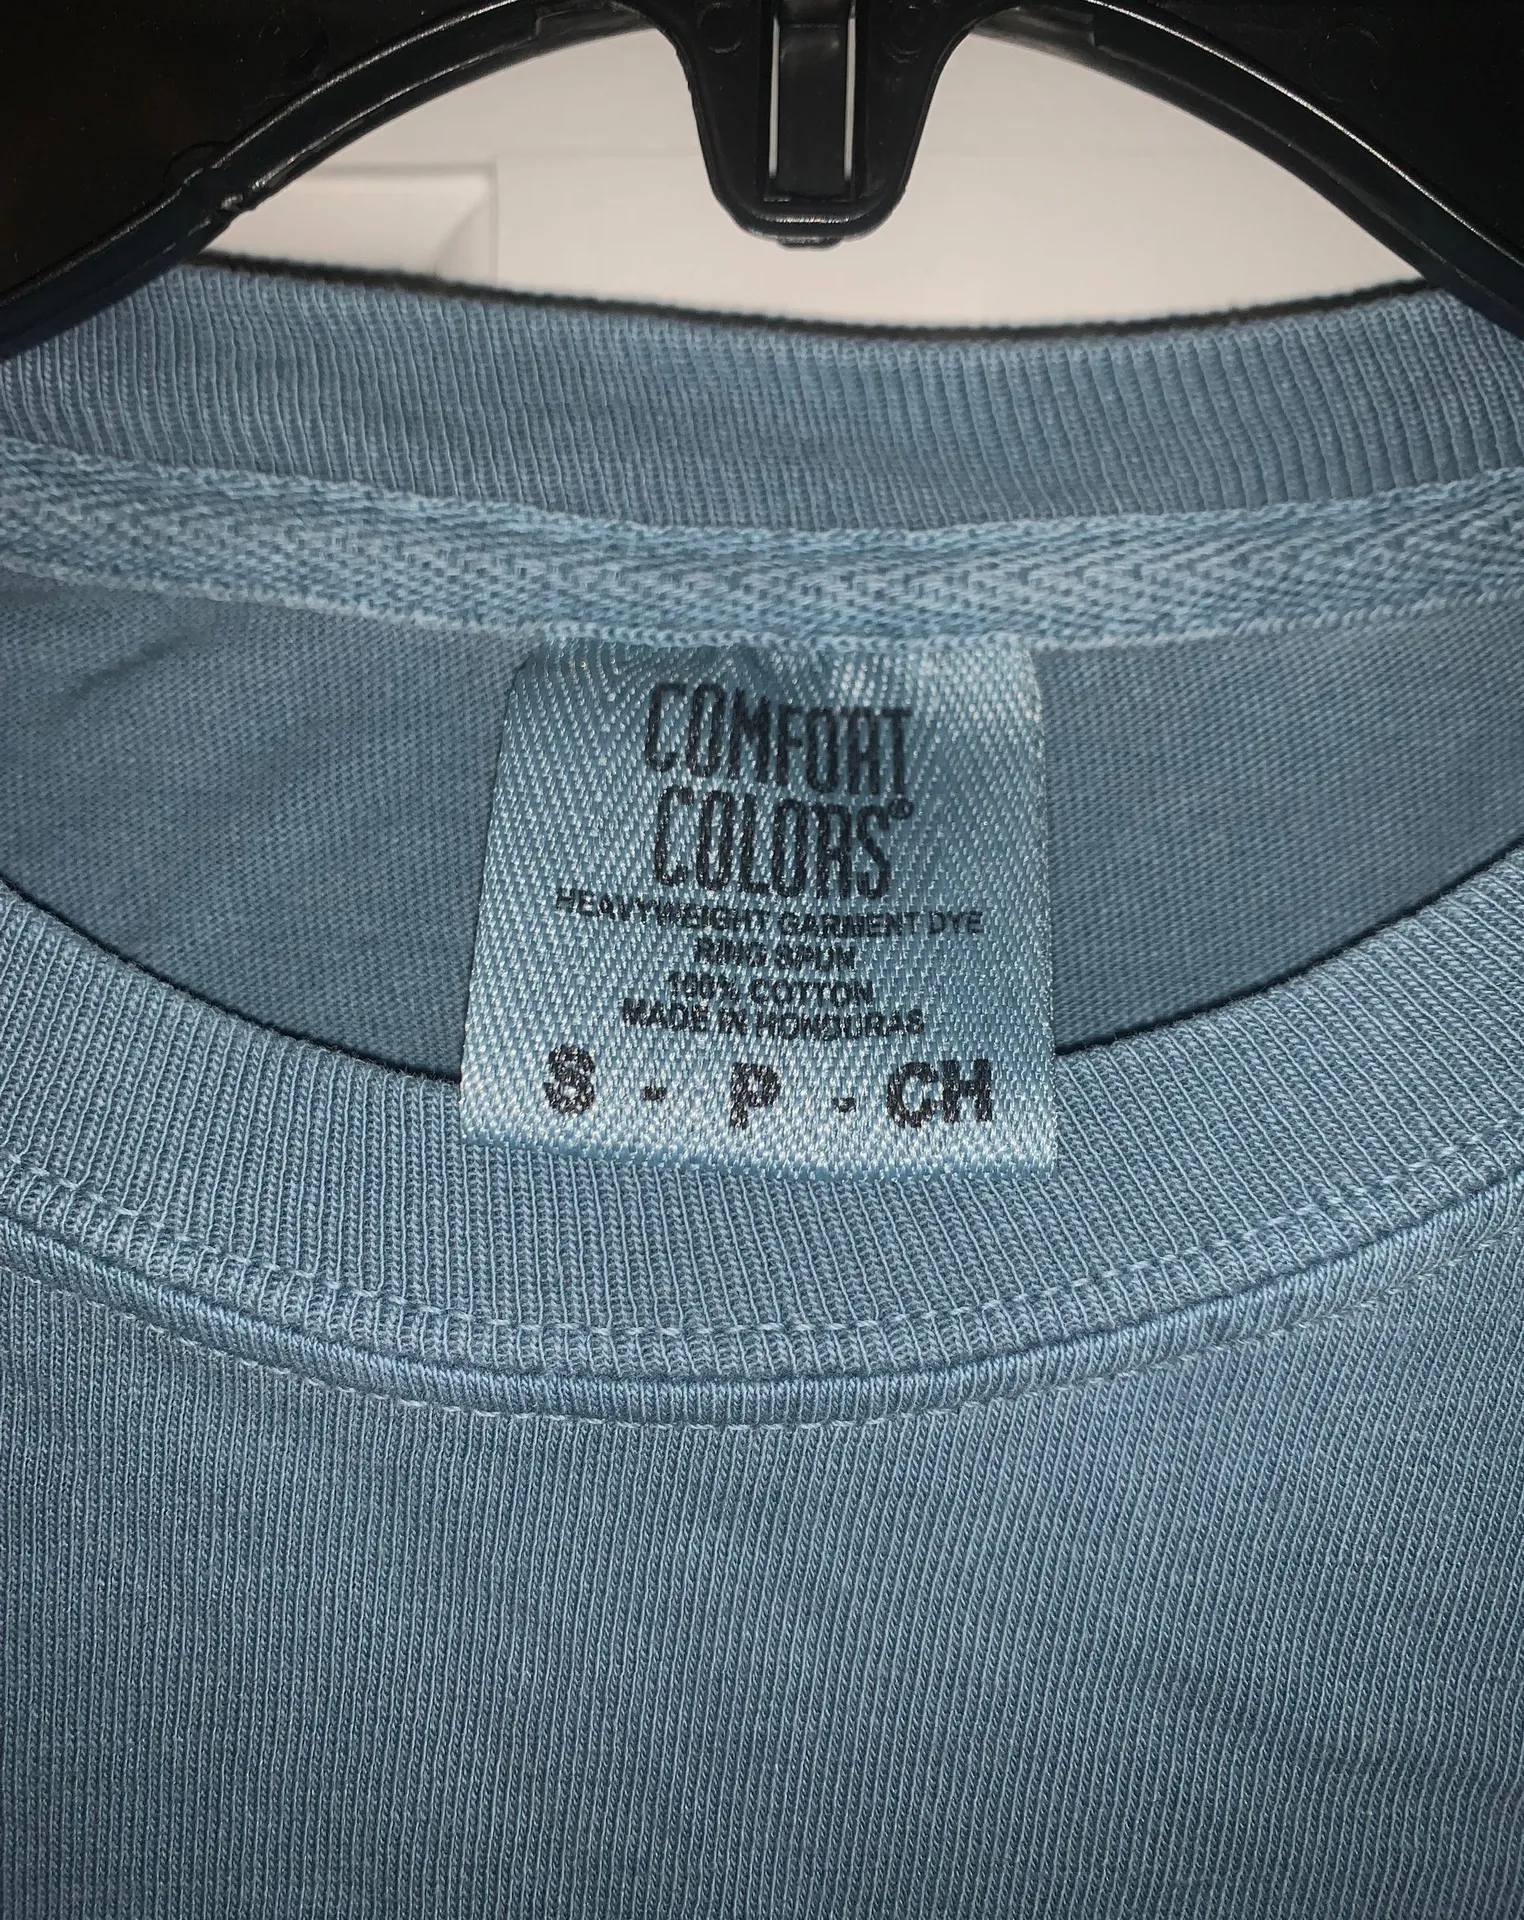 COMFORT
COLORS®
HEAVYWEIGHT GARMENT DYE
RING SPUN
100% COTTON
MADE IN HONDURAS
S · P · CH